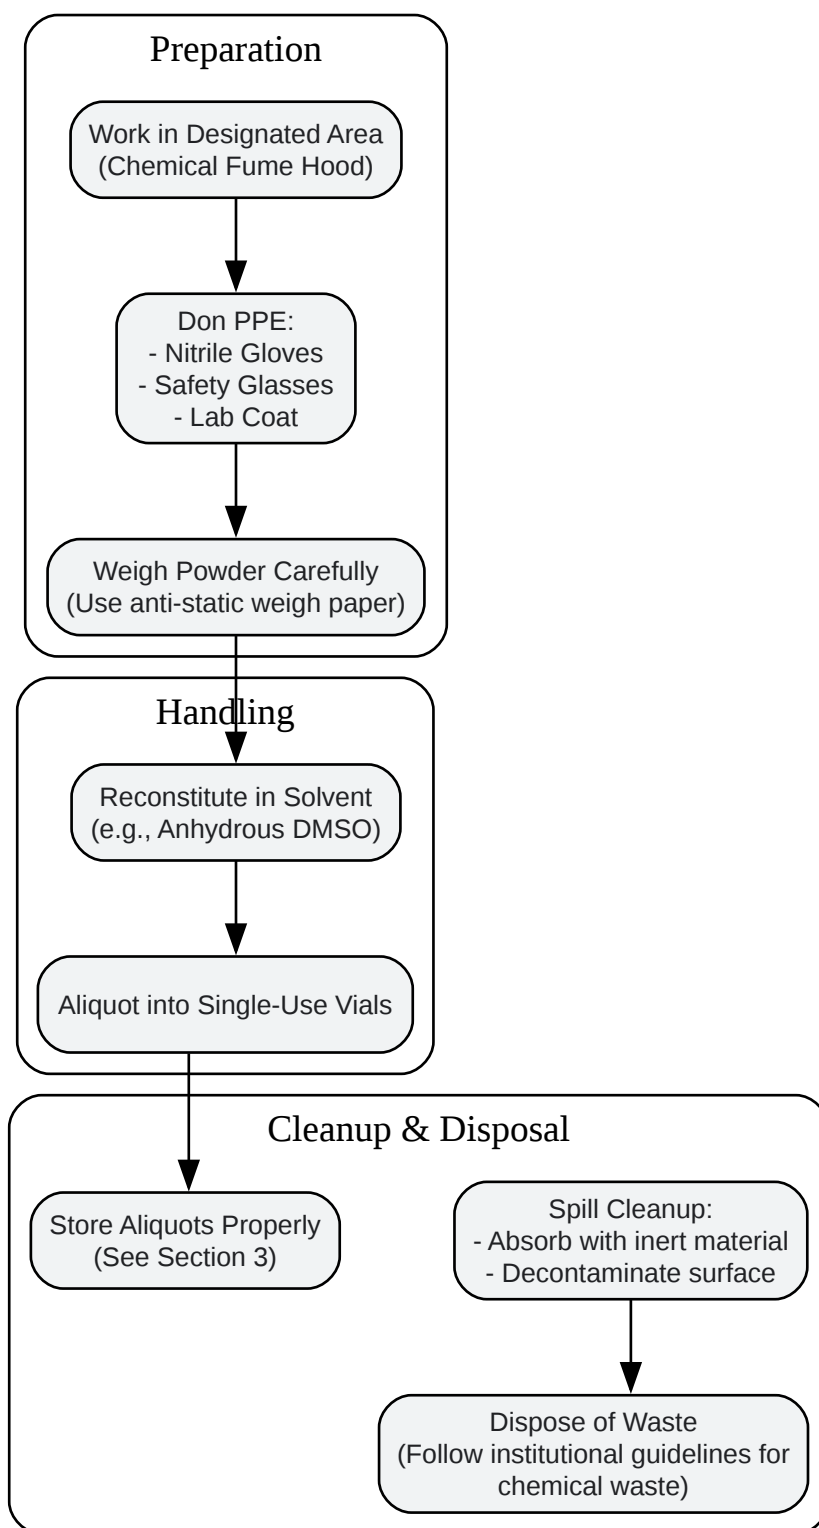 Preparation
Work in Designated Area
(Chemical Fume Hood)
Don PPE:
- Nitrile Gloves
- Safety Glasses
- Lab Coat
Weigh Powder Carefully
(Use anti-static weigh paper)
Handling
Reconstitute in Solvent
(e.g., Anhydrous DMSO)
Aliquot into Single-Use Vials
Cleanup & Disposal
Store Aliquots Properly
(See Section 3)
Spill Cleanup:
- Absorb with inert material
- Decontaminate surface
Dispose of Waste
(Follow institutional guidelines for
chemical waste)